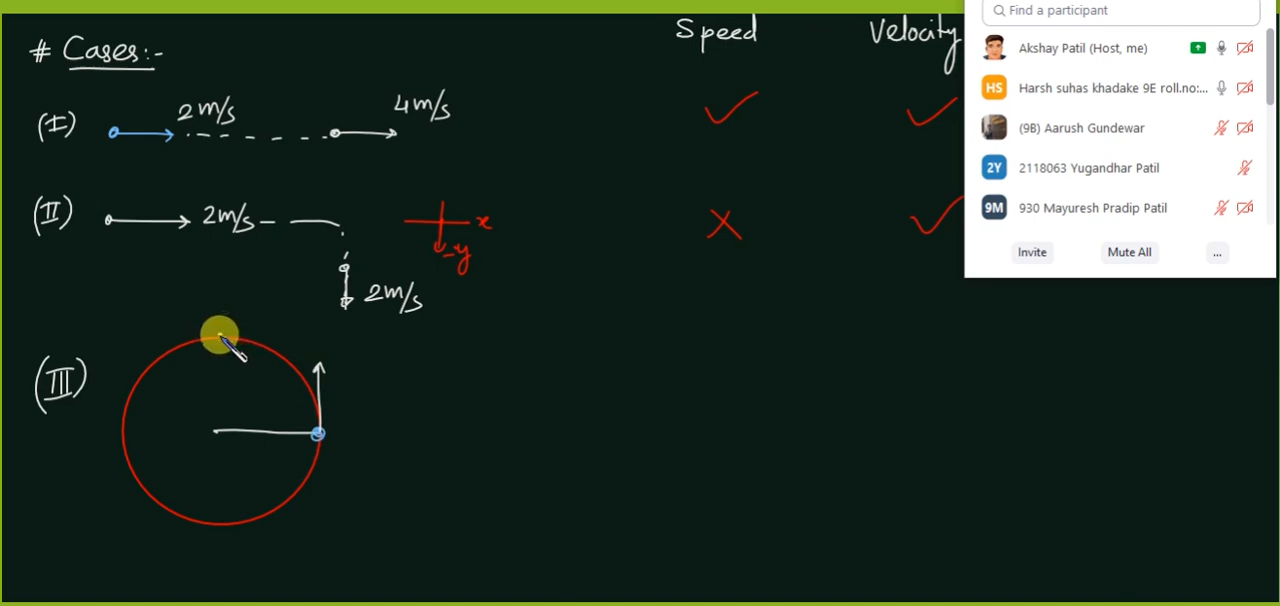 # Cases:-
Speed Velocity
(I) 2m/s 4m/s
(II) 2m/s x
-y
2m/s
(III)
Find a participant
Akshay Patil (Host, me)
HS Harsh suhas khadake 9E roll.no:...
(9B) Aarush Gundewar
2Y 2118063 Yugandhar Patil
9M 930 Mayuresh Pradip Patil
Invite Mute All ...